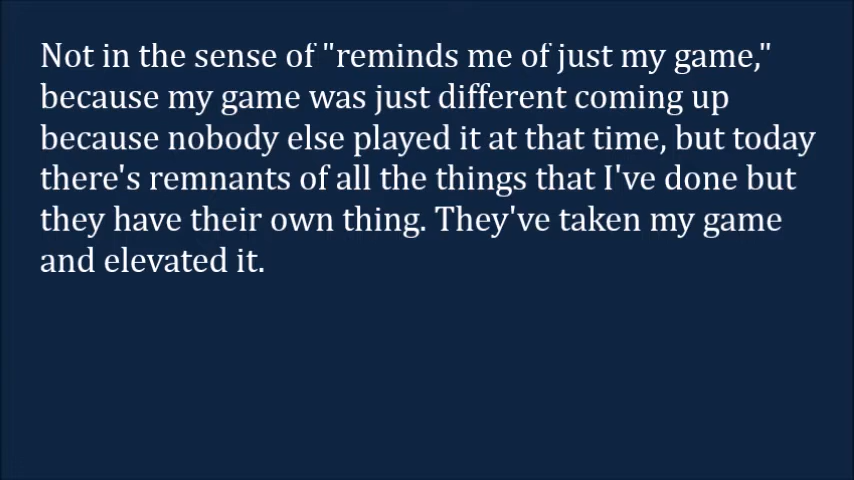 Not in the sense of "reminds me of just my game,"
because my game was just different coming up
because nobody else played it at that time, but today
there's remnants of all the things that I've done but
they have their own thing. They've taken my game
and elevated it.